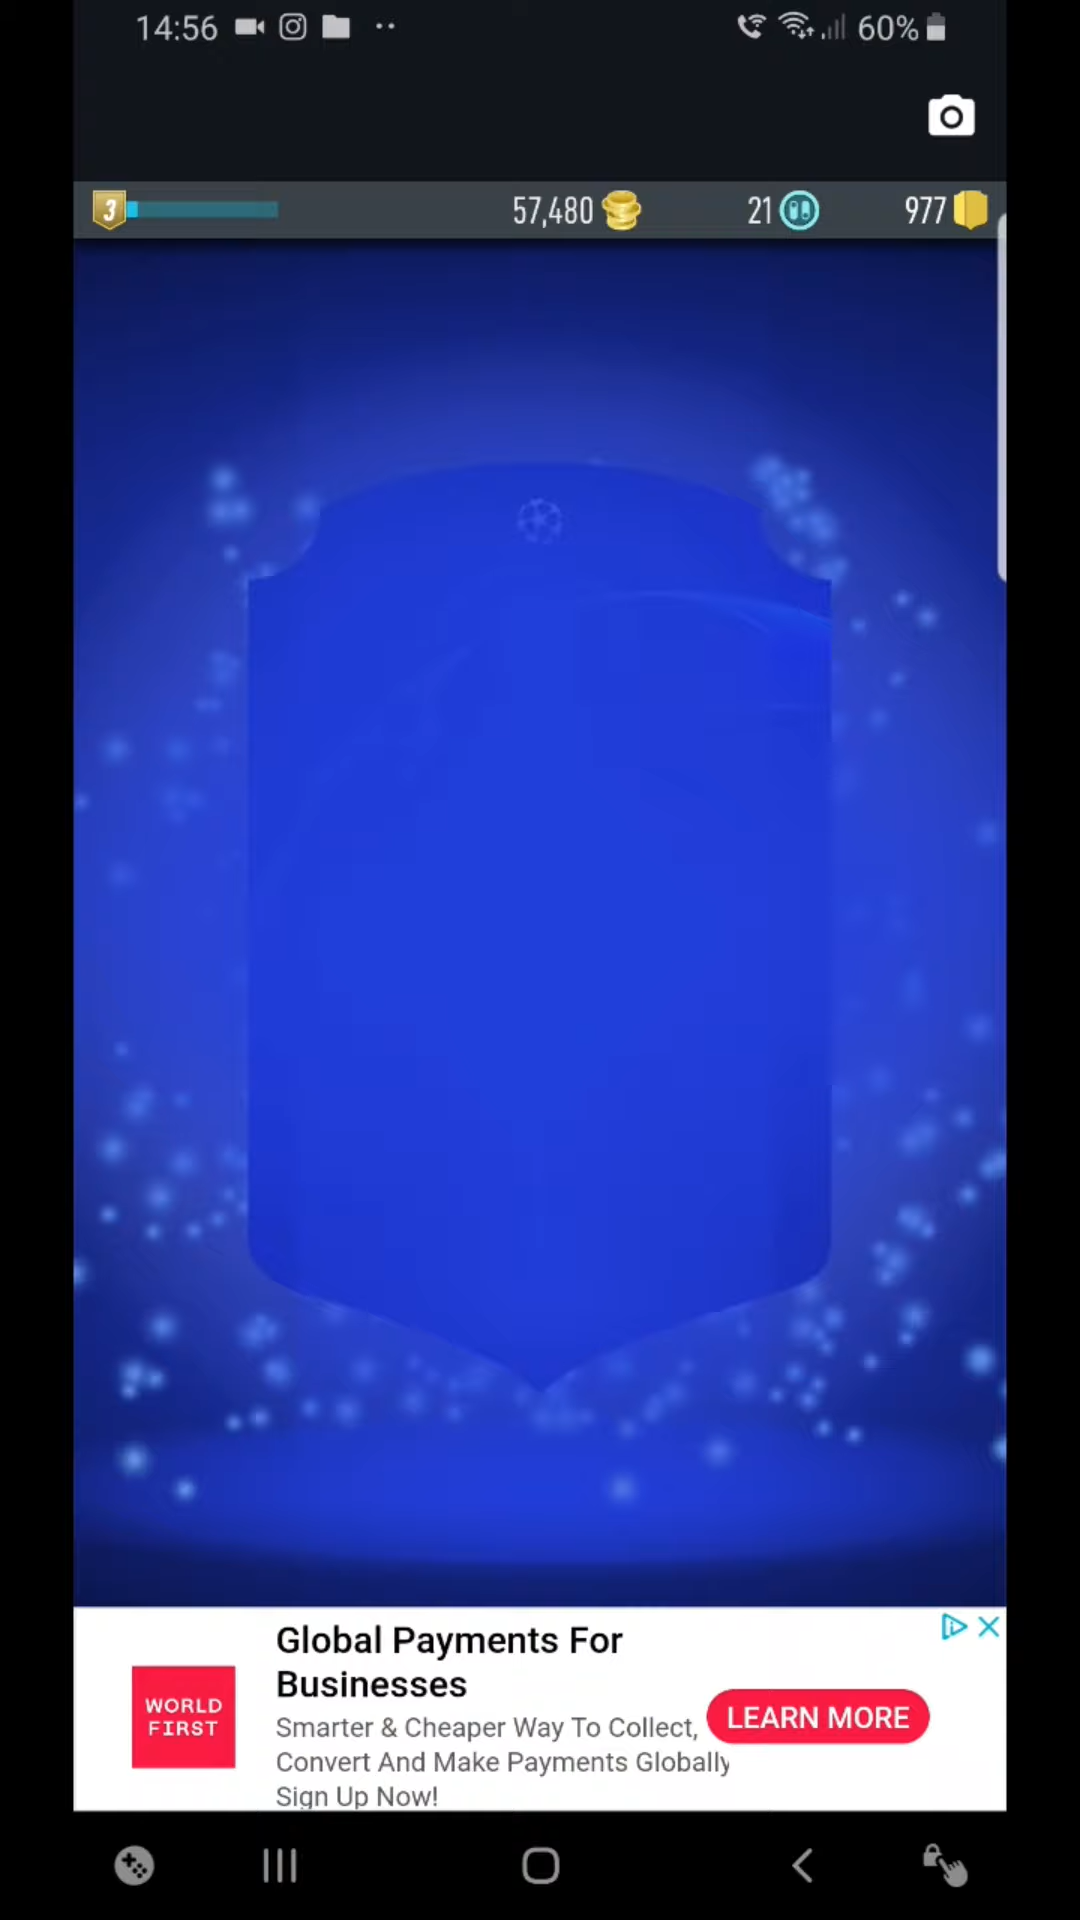 14:56 60%
3 57,480 21 977
Global Payments For
Businesses
WORLD
FIRST
Smarter & Cheaper Way To Collect,
Convert And Make Payments Globally
Sign Up Now!
LEARN MORE